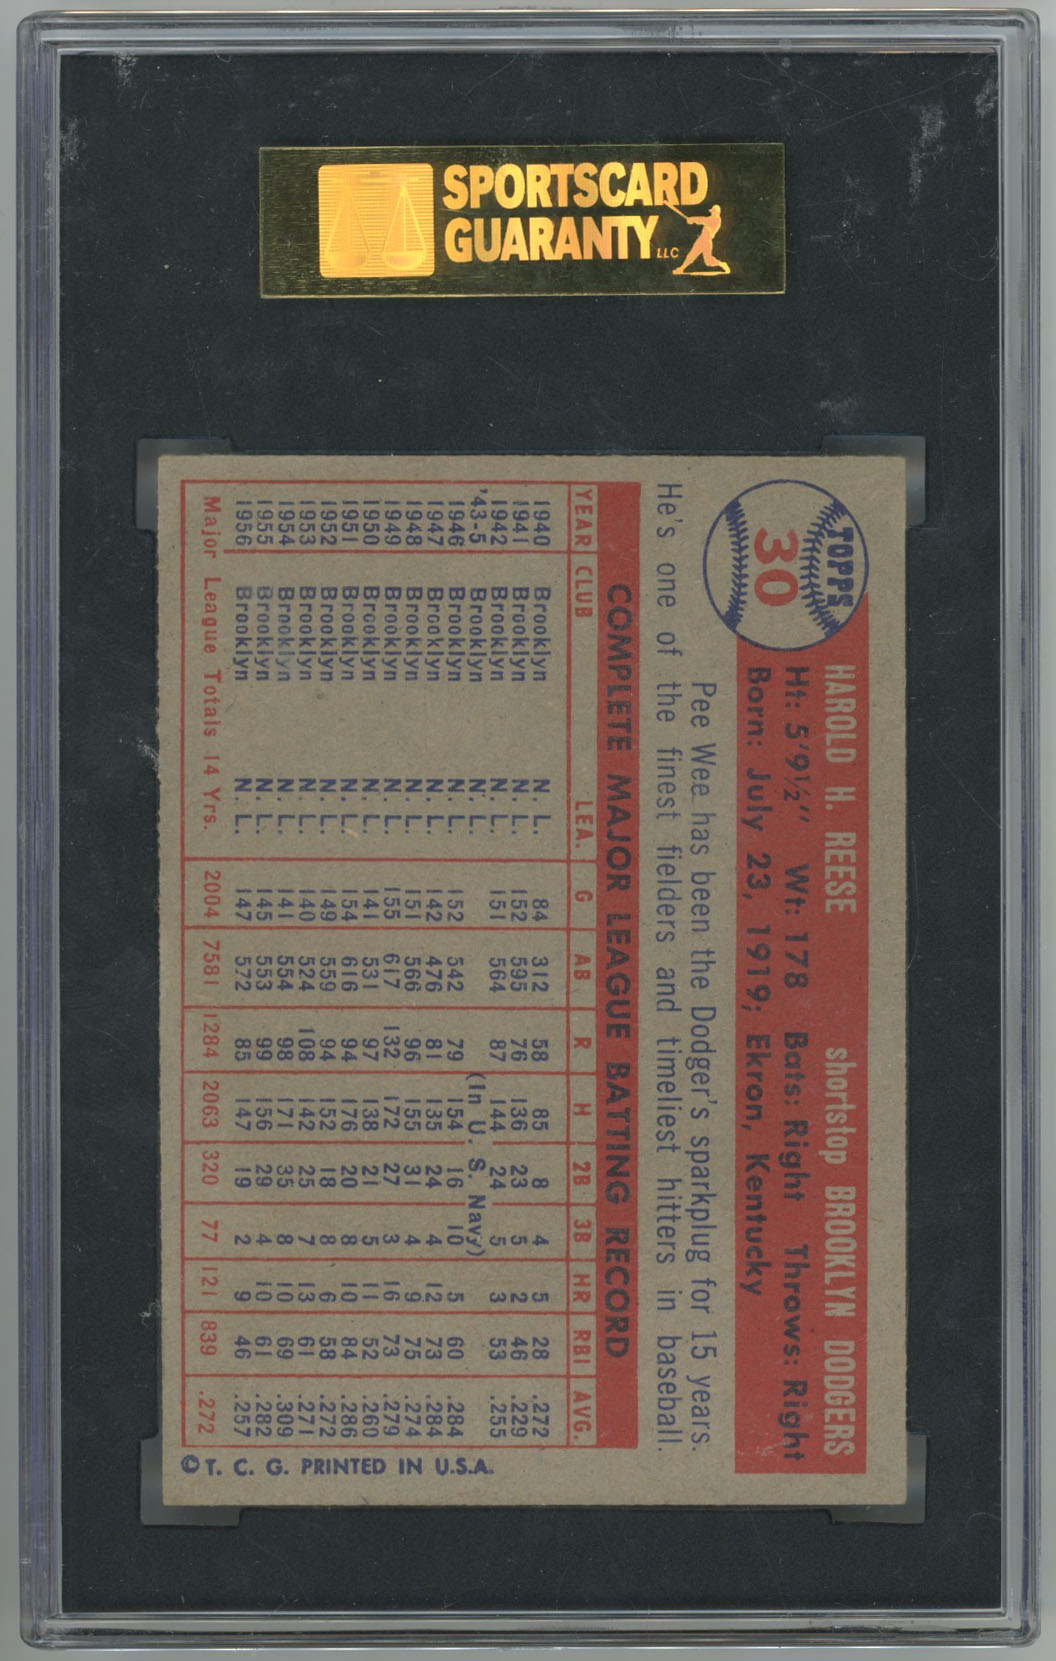 SPORTSCARD
GUARANTY LLC
TOPPS
30
HAROLD H. REESE shortstop BROOKLYN DODGERS
Ht: 5'9½" Wt: 178 Bats: Right Throws: Right
Born: July 23, 1919; Ekron, Kentucky
Pee Wee has been the Dodger's sparkplug for 15 years.
He's one of the finest fielders and timeliest hitters in baseball.
COMPLETE MAJOR LEAGUE BATTING RECORD
YEAR CLUB LEA. G AB R H 2B 3B HR RBI AVG.
1940 Brooklyn N. L. 84 312 58 85 8 4 5 28 .272
1941 Brooklyn N. L. 152 595 76 136 23 5 2 46 .229
1942 Brooklyn N. L. 151 564 87 144 24 5 3 53 .255
'43-5 Brooklyn N. L. (In U. S. Navy)
1946 Brooklyn N. L. 152 542 79 154 16 10 5 60 .284
1947 Brooklyn N. L. 142 476 81 135 24 4 12 73 .284
1948 Brooklyn N. L. 151 566 96 155 31 4 9 75 .274
1949 Brooklyn N. L. 155 617 132 172 27 3 16 73 .279
1950 Brooklyn N. L. 141 531 97 138 21 5 11 52 .260
1951 Brooklyn N. L. 154 616 94 176 20 8 10 84 .286
1952 Brooklyn N. L. 149 559 94 152 18 8 6 58 .272
1953 Brooklyn N. L. 140 524 108 142 25 7 13 61 .271
1954 Brooklyn N. L. 141 554 98 171 35 8 10 69 .309
1955 Brooklyn N. L. 145 553 99 156 29 4 10 61 .282
1956 Brooklyn N. L. 147 572 85 147 19 2 9 46 .257
Major League Totals 14 Yrs. 2004 7581 1284 2063 320 77 121 839 .272
© T. C. G. PRINTED IN U.S.A.